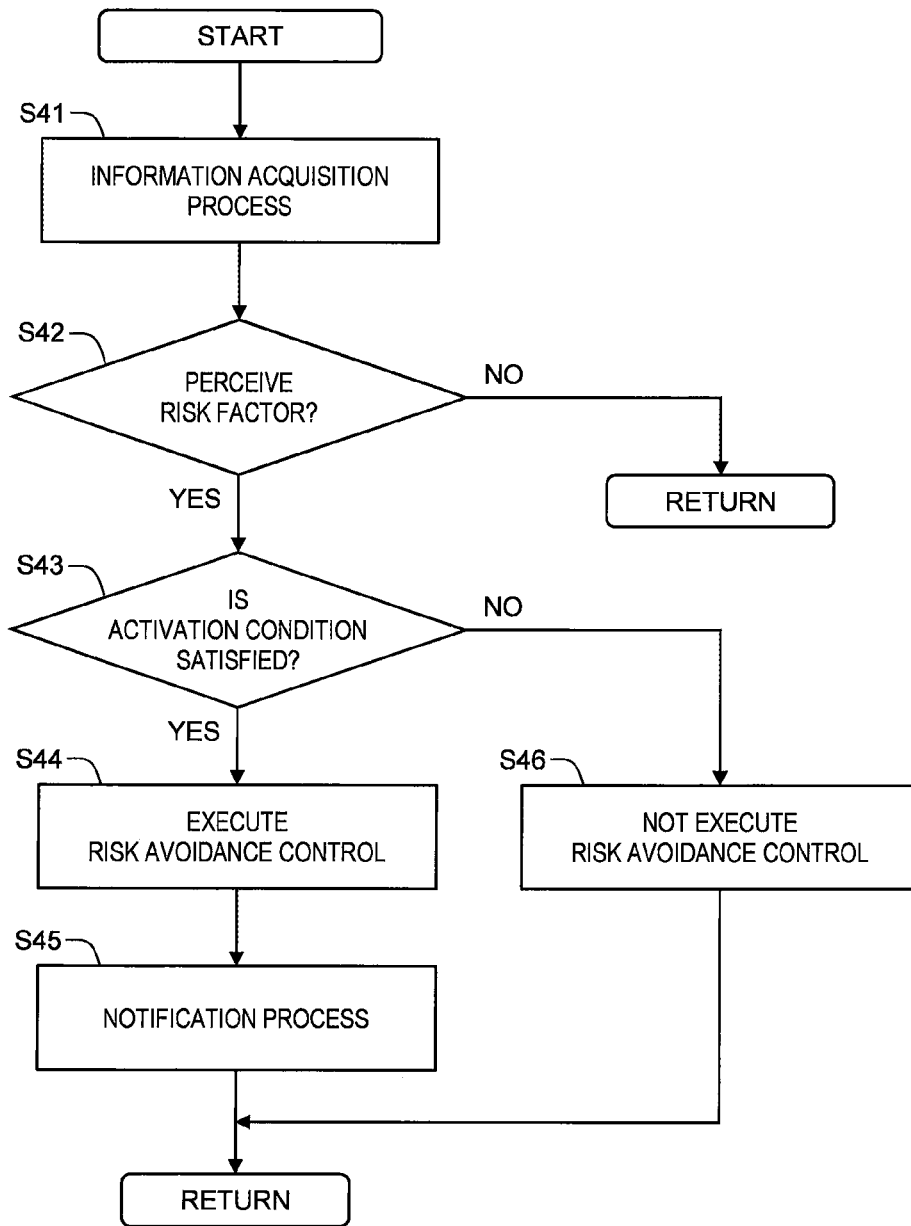 START
S41
INFORMATION ACQUISITION
PROCESS
S42
PERCEIVE
RISK FACTOR?
NO
YES
RETURN
S43
IS
ACTIVATION CONDITION
SATISFIED?
NO
YES
S44
EXECUTE
RISK AVOIDANCE CONTROL
S46
NOT EXECUTE
RISK AVOIDANCE CONTROL
S45
NOTIFICATION PROCESS
RETURN